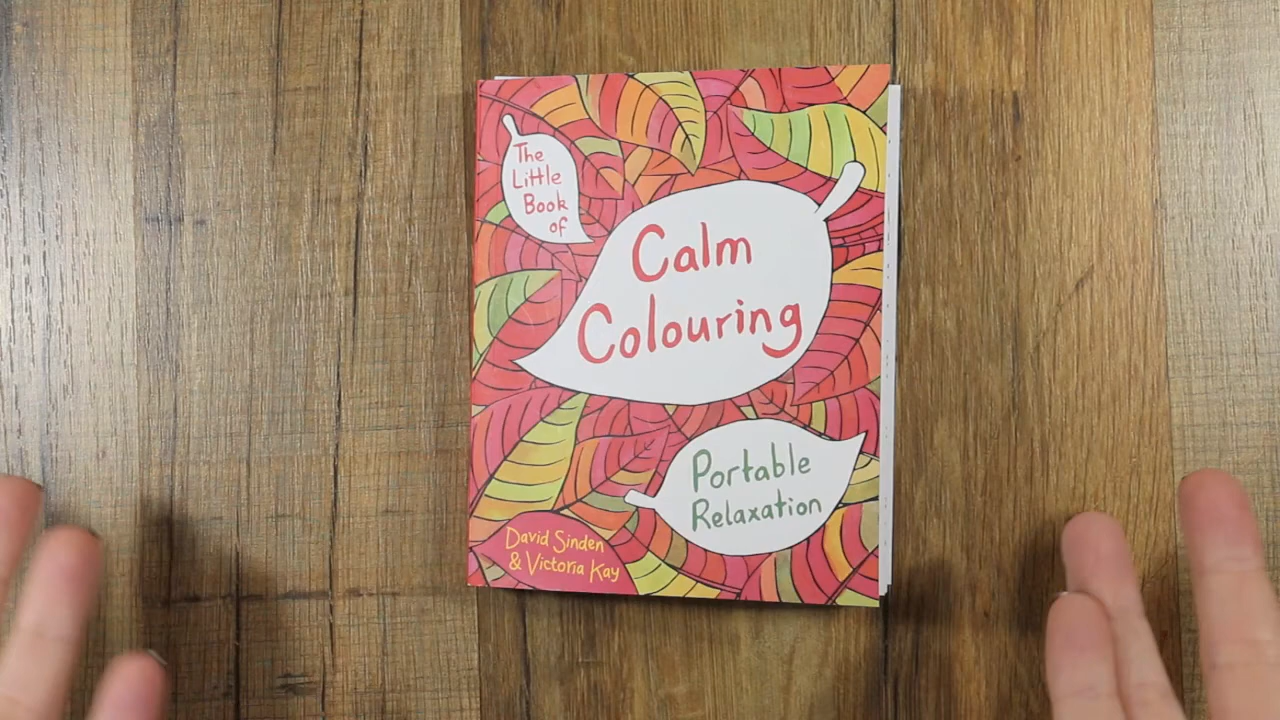 The
Little
Book
of
Calm
Colouring
Portable
Relaxation
David Sinden
& Victoria Kay